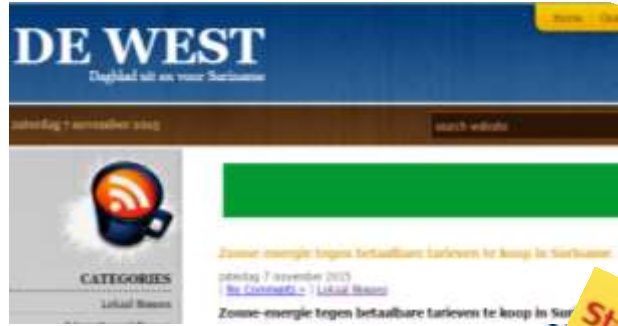 Home
DE WEST
Dagblad uit en voor Suriname
zaterdag 7 november 2015
search website
Zonne-energie tegen betaalbare tarieven te koop in Suriname
zaterdag 7 november 2015
| No Comments » | Lokaal Nieuws
CATEGORIES
Lokaal Nieuws
Zonne-energie tegen betaalbare tarieven te koop in